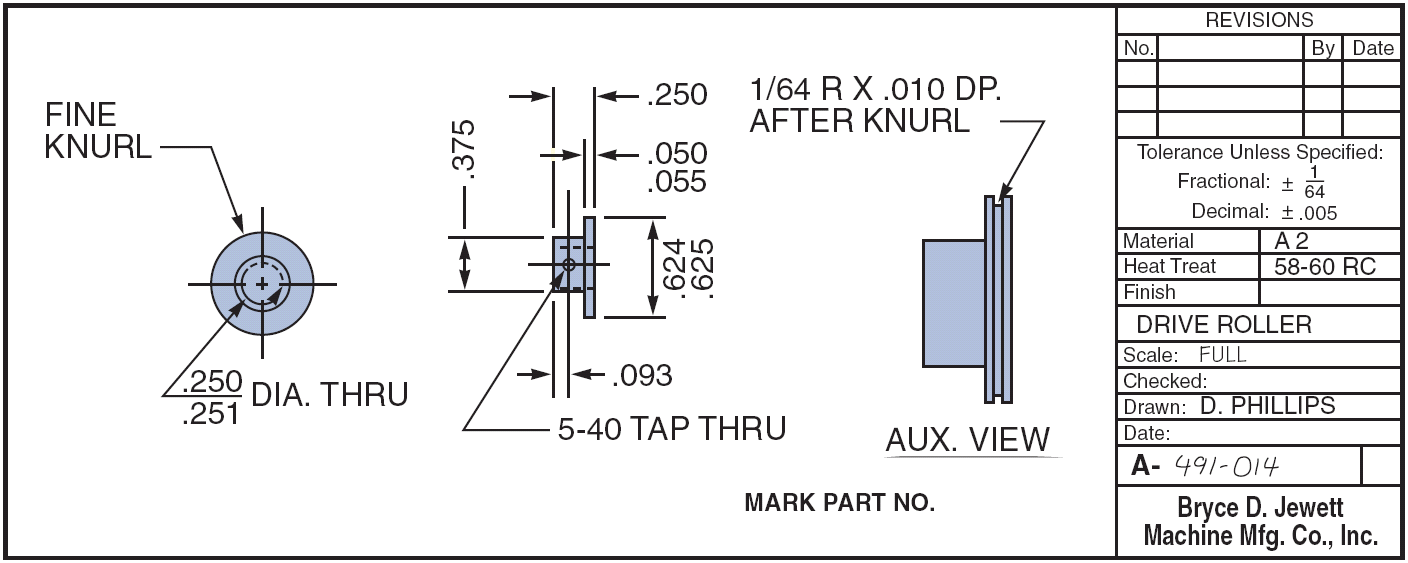 FINE
KNURL
.250
.251
DIA. THRU
.375
.250
.050
.055
.624
.625
.093
5-40 TAP THRU
1/64 R X .010 DP.
AFTER KNURL
AUX. VIEW
MARK PART NO.
REVISIONS
No. By Date
Tolerance Unless Specified:
Fractional: ± 1/64
Decimal: ± .005
Material A 2
Heat Treat 58-60 RC
Finish
DRIVE ROLLER
Scale: FULL
Checked:
Drawn: D. PHILLIPS
Date:
A- 491-014
Bryce D. Jewett
Machine Mfg. Co., Inc.